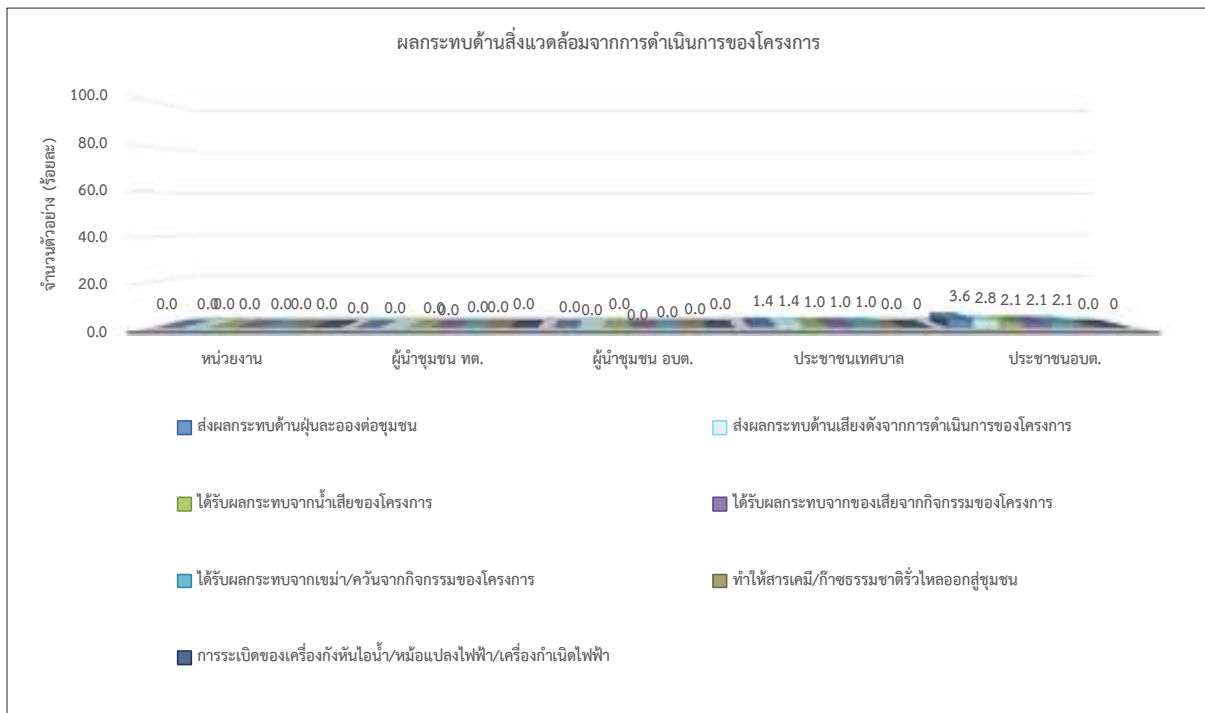 ผลกระทบด้านสิ่งแวดล้อมจากการดำเนินการของโครงการ
จำนวนตัวอย่าง (ร้อยละ)
100.0
80.0
60.0
40.0
20.0
0.0
0.0 0.0 0.0 0.0 0.0 0.0 0.0
0.0 0.0 0.0 0.0 0.0 0.0 0.0
0.0 0.0 0.0 0.0 0.0 0.0 0.0
1.4 1.4 1.0 1.0 1.0 0.0 0
3.6 2.8 2.1 2.1 2.1 0.0 0
หน่วยงาน ผู้นำชุมชน ทต. ผู้นำชุมชน อบต. ประชาชนเทศบาล ประชาชนอบต.
ส่งผลกระทบด้านฝุ่นละอองต่อชุมชน
ส่งผลกระทบด้านเสียงดังจากการดำเนินการของโครงการ
ได้รับผลกระทบจากน้ำเสียของโครงการ
ได้รับผลกระทบจากของเสียจากกิจกรรมของโครงการ
ได้รับผลกระทบจากเขม่า/ควันจากกิจกรรมของโครงการ
ทำให้สารเคมี/ก๊าซธรรมชาติรั่วไหลออกสู่ชุมชน
การระเบิดของเครื่องกังหันไอน้ำ/หม้อแปลงไฟฟ้า/เครื่องกำเนิดไฟฟ้า